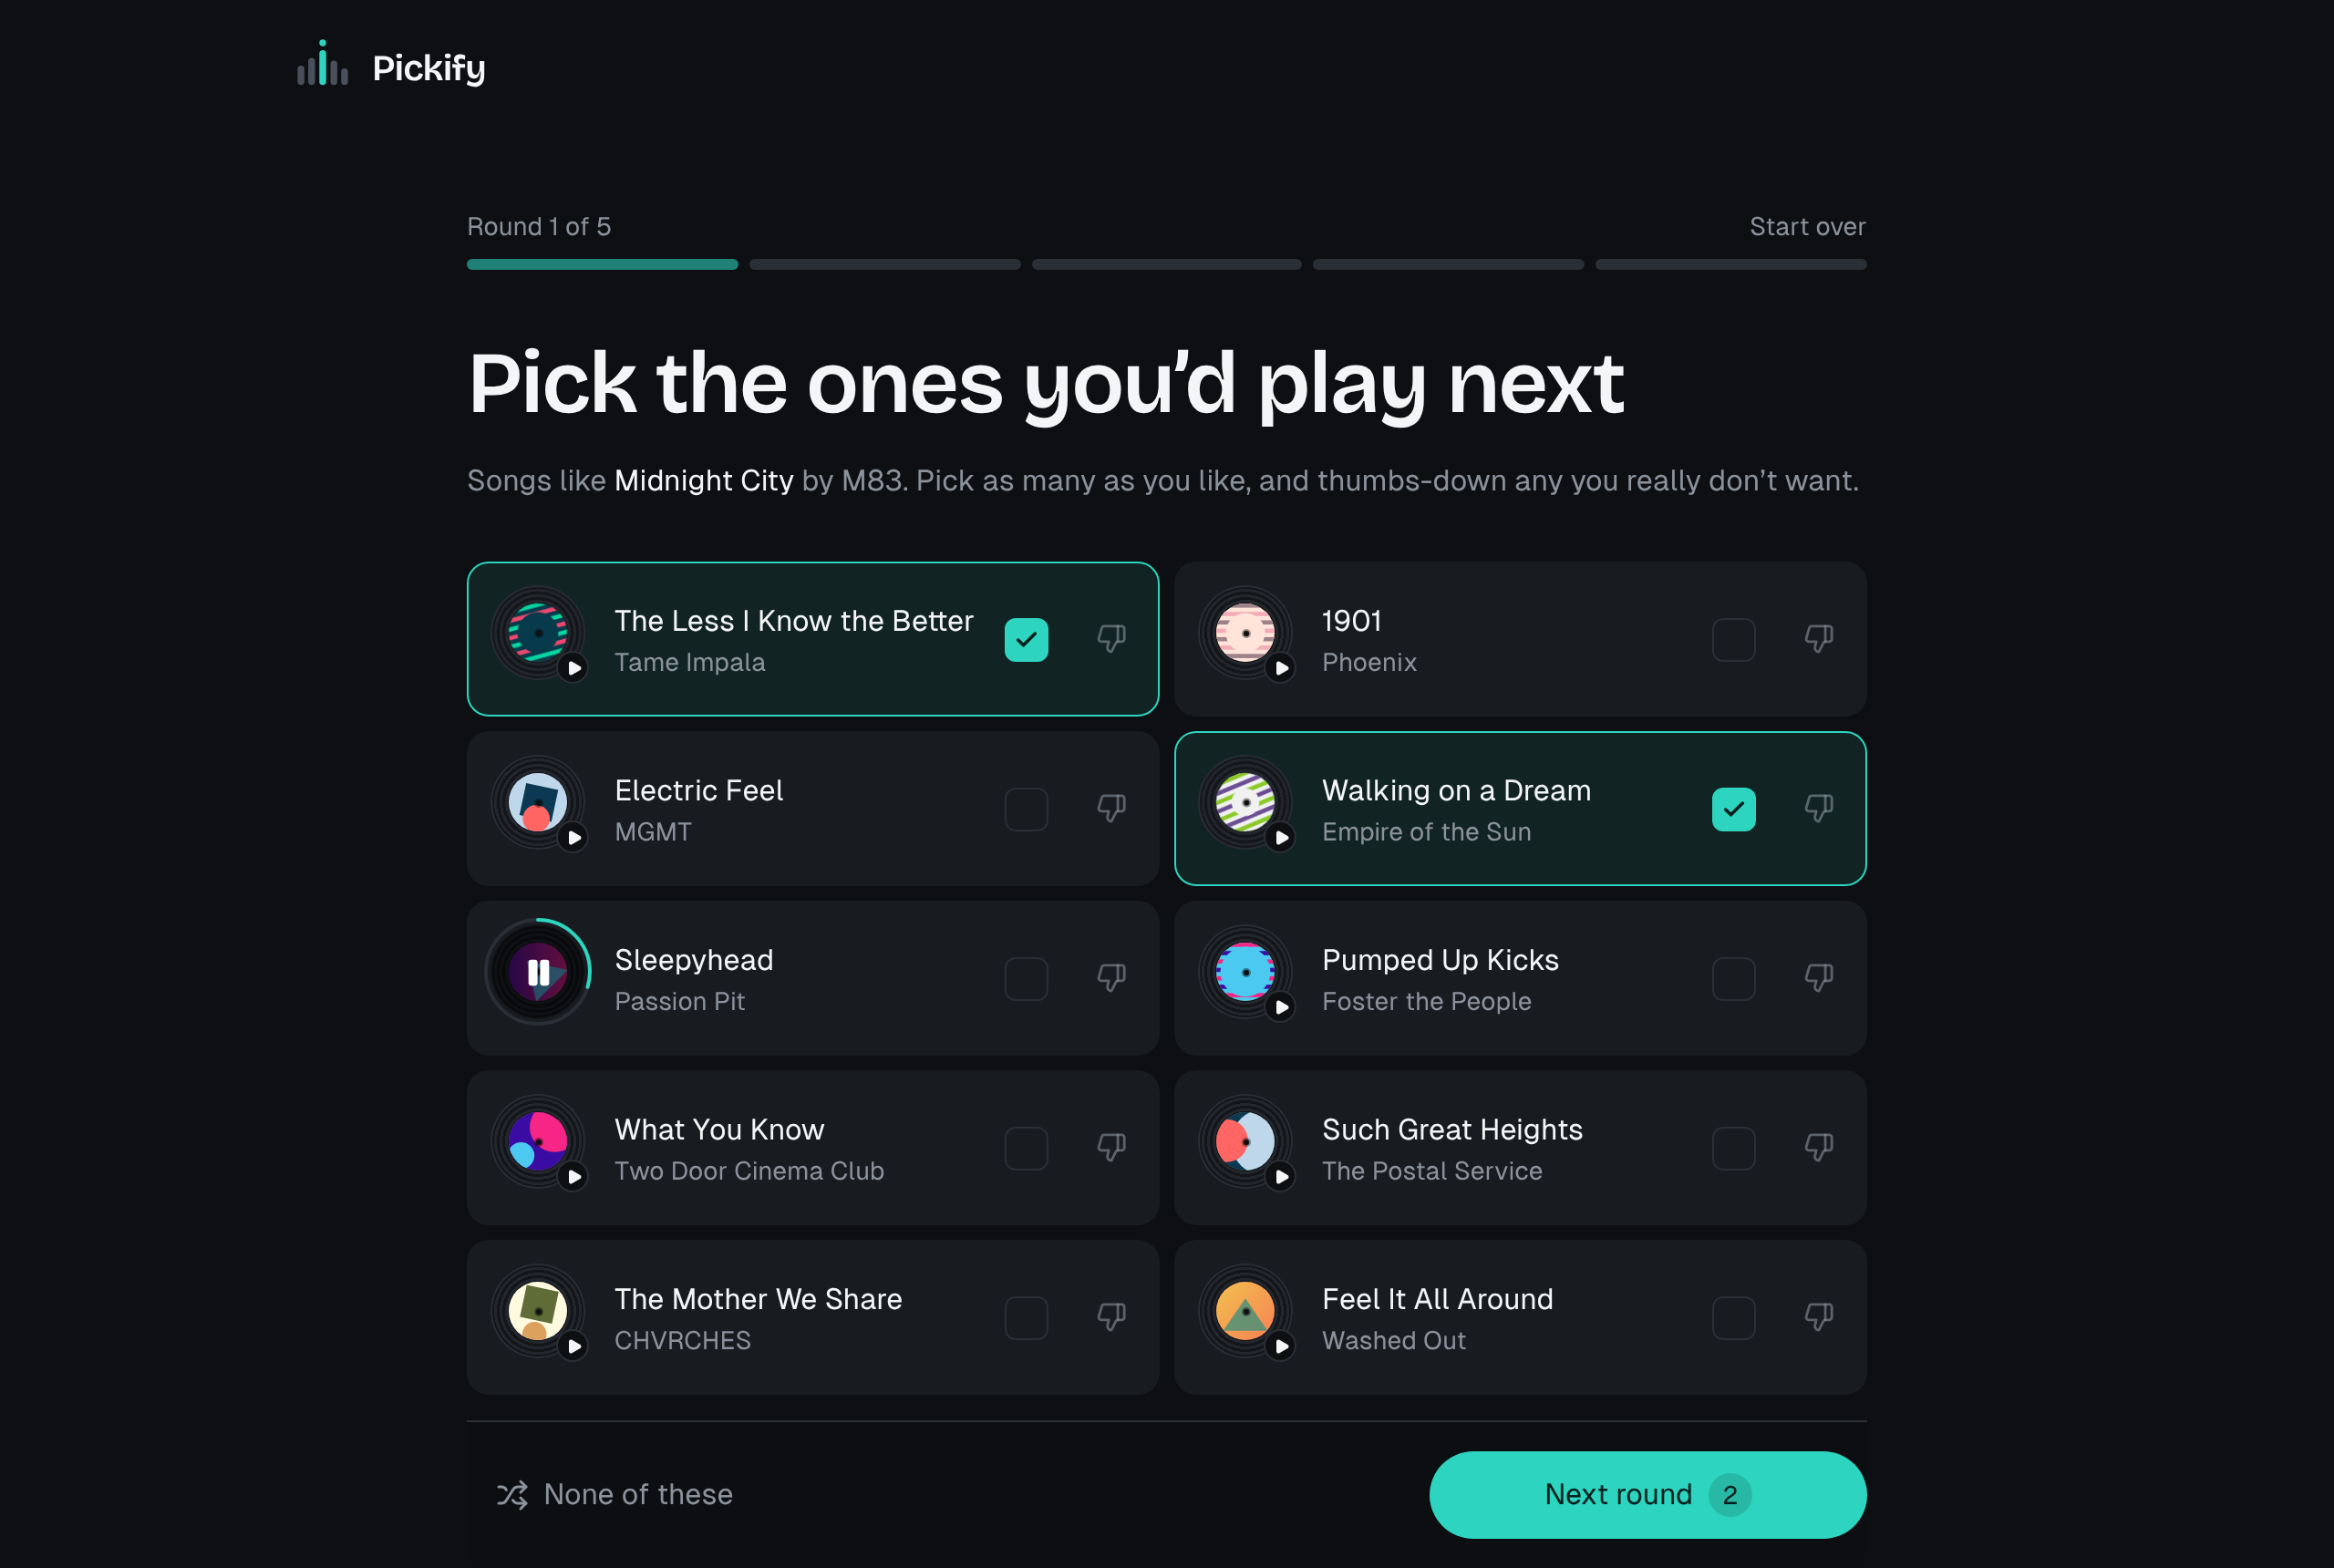 Pickify
Round 1 of 5
Start over
Pick the ones you’d play next
Songs like Midnight City by M83. Pick as many as you like, and thumbs-down any you really don’t want.
The Less I Know the Better
Tame Impala
1901
Phoenix
Electric Feel
MGMT
Walking on a Dream
Empire of the Sun
Sleepyhead
Passion Pit
Pumped Up Kicks
Foster the People
What You Know
Two Door Cinema Club
Such Great Heights
The Postal Service
The Mother We Share
CHVRCHES
Feel It All Around
Washed Out
None of these
Next round 2